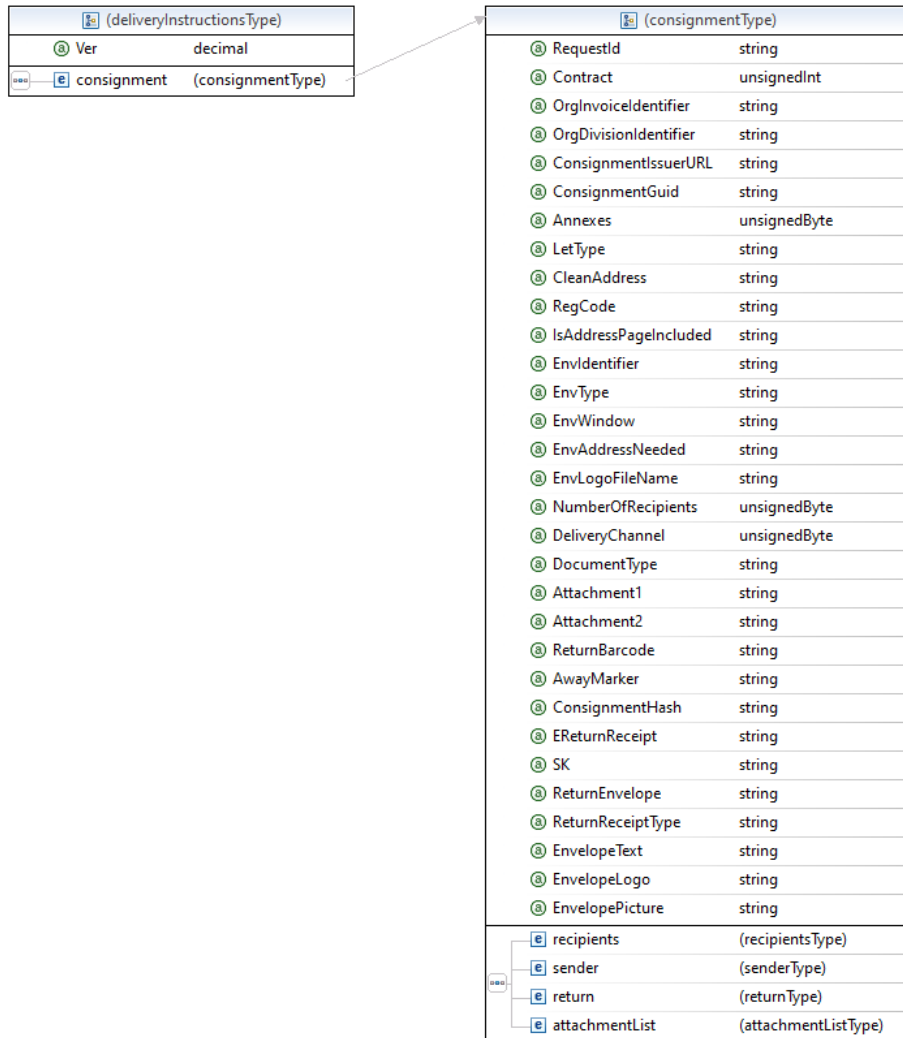 (deliveryInstructionsType)
Ver decimal
consignment (consignmentType)
(consignmentType)
RequestId string
Contract unsignedInt
OrgInvoiceIdentifier string
OrgDivisionIdentifier string
ConsignmentIssuerURL string
ConsignmentGuid string
Annexes unsignedByte
LetType string
CleanAddress string
RegCode string
IsAddressPageIncluded string
EnvIdentifier string
EnvType string
EnvWindow string
EnvAddressNeeded string
EnvLogoFileName string
NumberOfRecipients unsignedByte
DeliveryChannel unsignedByte
DocumentType string
Attachment1 string
Attachment2 string
ReturnBarcode string
AwayMarker string
ConsignmentHash string
EReturnReceipt string
SK string
ReturnEnvelope string
ReturnReceiptType string
EnvelopeText string
EnvelopeLogo string
EnvelopePicture string
recipients (recipientsType)
sender (senderType)
return (returnType)
attachmentList (attachmentListType)